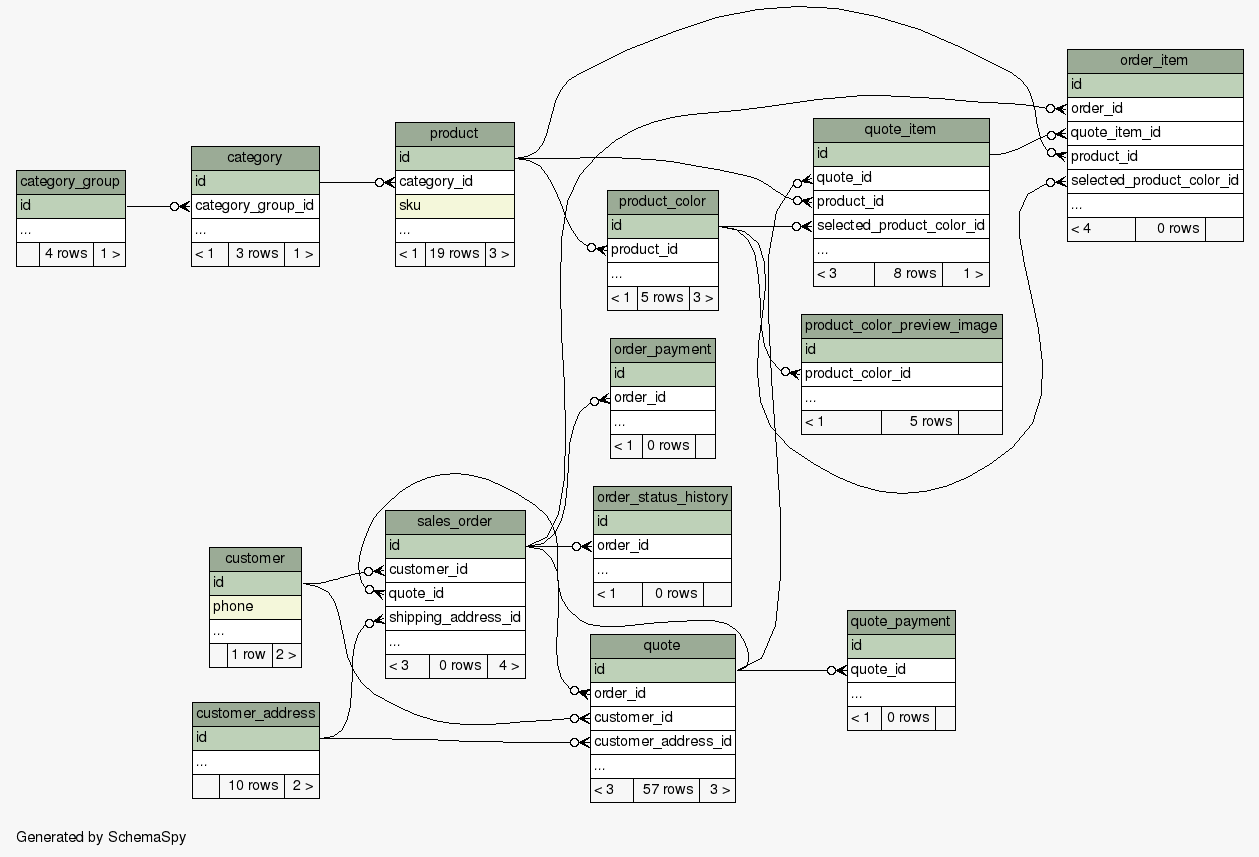 category_group
id
...
4 rows 1 >
category
id
category_group_id
...
< 1 3 rows 1 >
product
id
category_id
sku
...
< 1 19 rows 3 >
product_color
id
product_id
...
< 1 5 rows 3 >
quote_item
id
quote_id
product_id
selected_product_color_id
...
< 3 8 rows 1 >
order_item
id
order_id
quote_item_id
product_id
selected_product_color_id
...
< 4 0 rows
product_color_preview_image
id
product_color_id
...
< 1 5 rows
order_payment
id
order_id
...
< 1 0 rows
order_status_history
id
order_id
...
< 1 0 rows
sales_order
id
customer_id
quote_id
shipping_address_id
...
< 3 0 rows 4 >
customer
id
phone
...
1 row 2 >
customer_address
id
...
10 rows 2 >
quote
id
order_id
customer_id
customer_address_id
...
< 3 57 rows 3 >
quote_payment
id
quote_id
...
< 1 0 rows
Generated by SchemaSpy